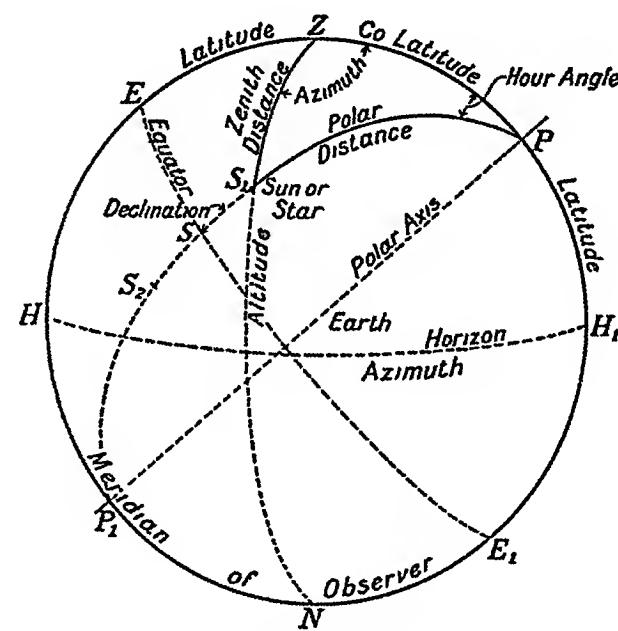 Z
Latitude
Co Latitude
Hour Angle
Azimuth
E
Zenith
Distance
Polar
Distance
P
Equator
S₁
Sun or
Star
Declination
S
Latitude
Polar Axis
Altitude
S₂
H
Earth
Horizon
H₁
Azimuth
Meridian
P₁
E₁
of
Observer
N